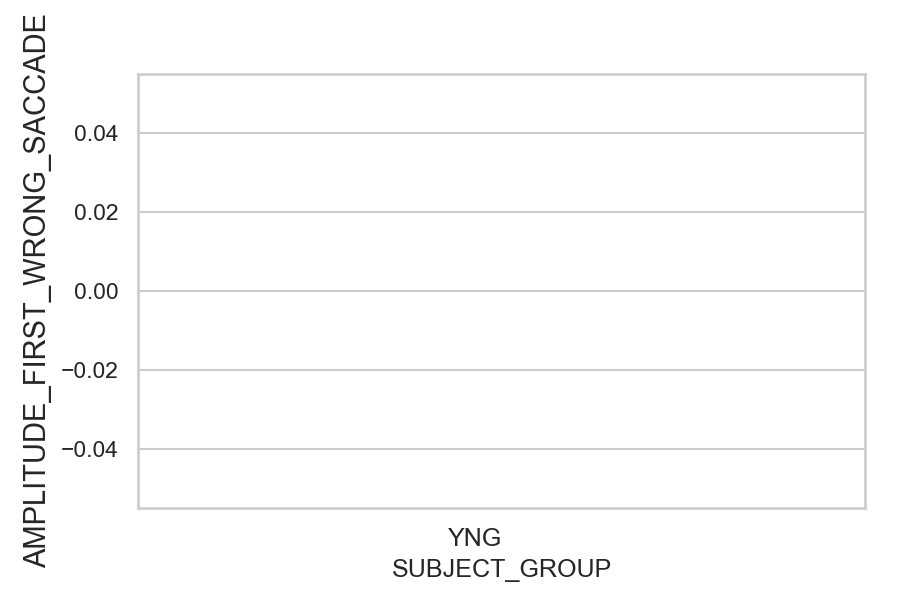 AMPLITUDE_FIRST_WRONG_SACCADE
0.04
0.02
0.00
−0.02
−0.04
YNG
SUBJECT_GROUP